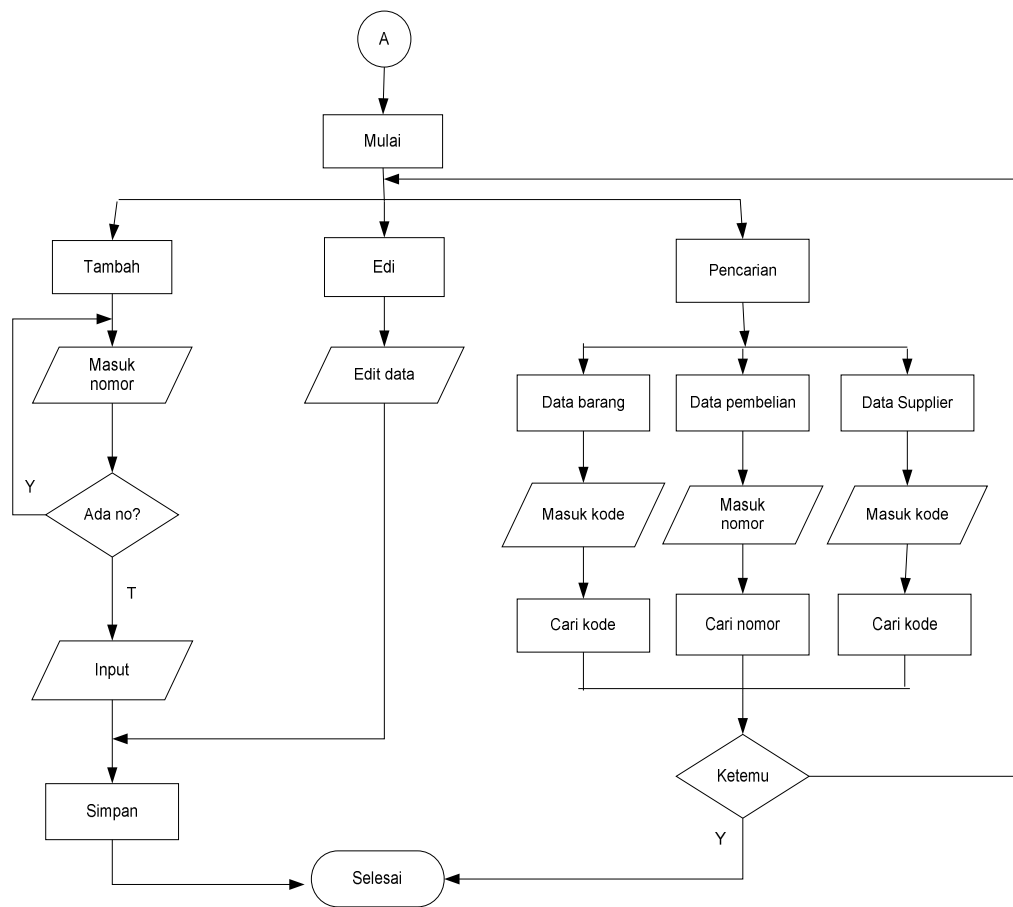 A
Mulai
Tambah
Edi
Pencarian
Masuk
nomor
Edit data
Data barang
Data pembelian
Data Supplier
Y
Ada no?
Masuk kode
Masuk
nomor
Masuk kode
T
Cari kode
Cari nomor
Cari kode
Input
Ketemu
Simpan
Y
Selesai